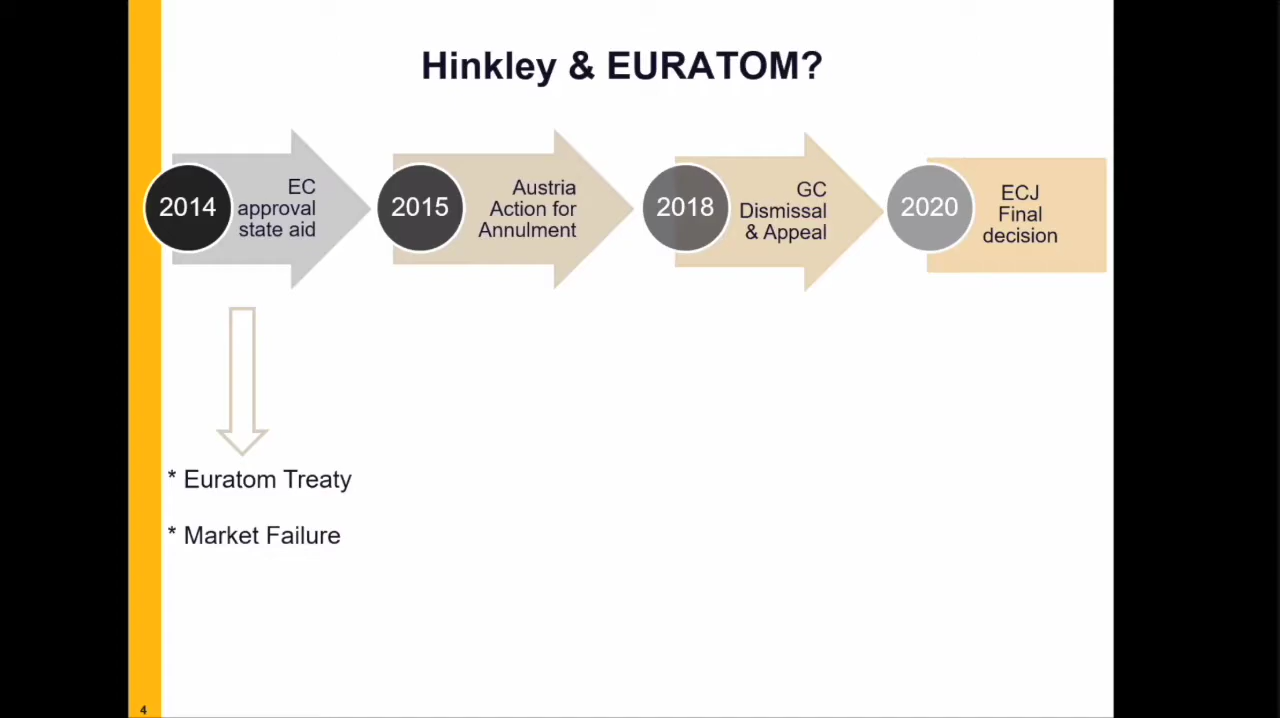 Hinkley & EURATOM?
2014
EC
approval
state aid
2015
Austria
Action for
Annulment
2018
GC
Dismissal
& Appeal
2020
ECJ
Final
decision
* Euratom Treaty
* Market Failure
4